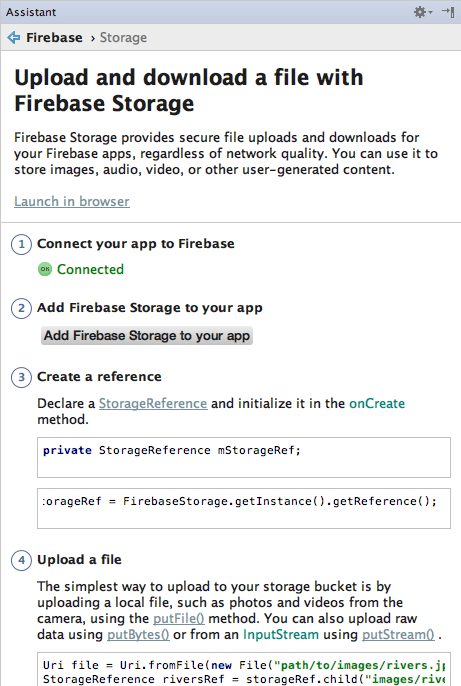 Assistant
Firebase › Storage
Upload and download a file with
Firebase Storage
Firebase Storage provides secure file uploads and downloads for
your Firebase apps, regardless of network quality. You can use it to
store images, audio, video, or other user-generated content.
Launch in browser
1 Connect your app to Firebase
OK Connected
2 Add Firebase Storage to your app
Add Firebase Storage to your app
3 Create a reference
Declare a StorageReference and initialize it in the onCreate
method.
private StorageReference mStorageRef;
:orageRef = FirebaseStorage.getInstance().getReference();
4 Upload a file
The simplest way to upload to your storage bucket is by
uploading a local file, such as photos and videos from the
camera, using the putFile() method. You can also upload raw
data using putBytes() or from an InputStream using putStream() .
Uri file = Uri.fromFile(new File("path/to/images/rivers.jp
StorageReference riversRef = storageRef.child("images/rive